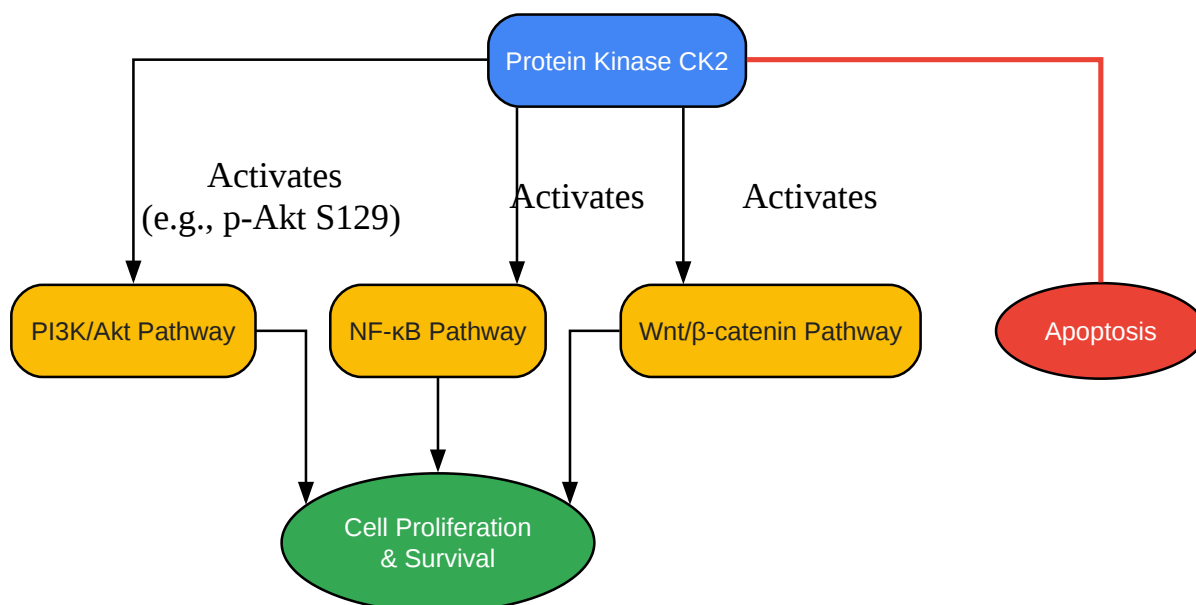 Protein Kinase CK2
Activates
(e.g., p-Akt S129)
Activates
Activates
PI3K/Akt Pathway
NF-κB Pathway
Wnt/β-catenin Pathway
Apoptosis
Cell Proliferation
& Survival